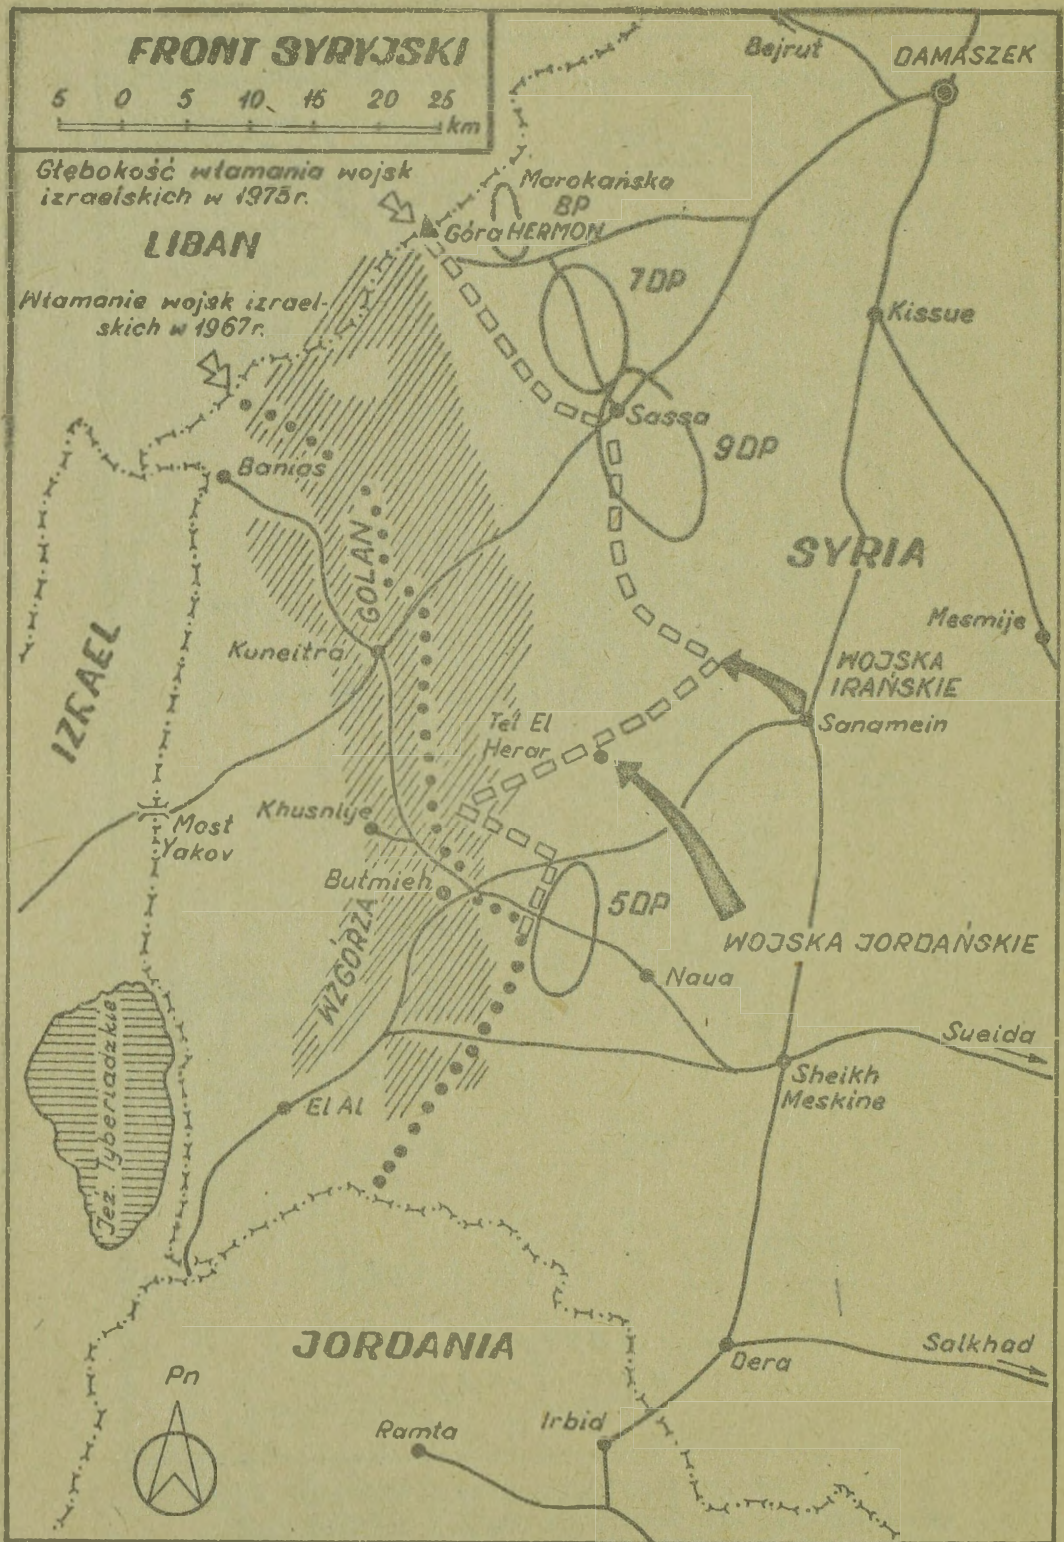 FRONT SYRYJSKI
5 0 5 10 15 20 25
km
Głębokość włamania wojsk
izraelskich w 1973r.
LIBAN
Włamanie wojsk izrael-
skich w 1967r.
Bejrut
DAMASZEK
Marokańska
BP
Góra HERMON
7DP
Kissue
Sassa
9DP
Banias
GOLAN
SYRIA
Mesmije
IZRAEL
Kuneitra
WOJSKA
IRAŃSKIE
Sanamein
Tel El
Herar
Khusniye
Most
Yakov
Butmieh
5DP
WZGÓRZA
WOJSKA JORDAŃSKIE
Naua
Jez. Tyberiadzkie
Sueida
Sheikh
Meskine
El Al
JORDANIA
Salkhad
Dera
Pn
Ramta
Irbid